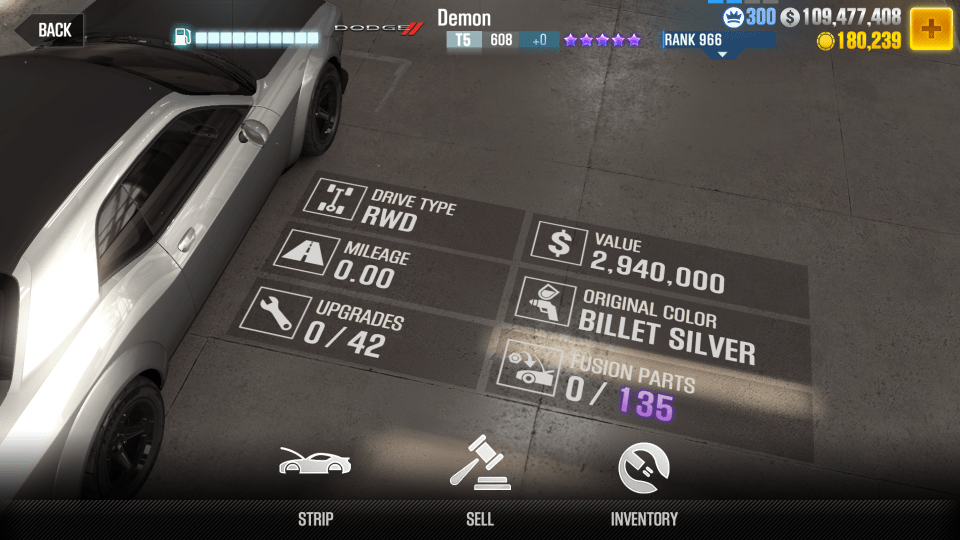 BACK
DODGE
Demon
T5 608 +0
RANK 966
300 $ 109,477,408
180,239
DRIVE TYPE
RWD
MILEAGE
0.00
UPGRADES
0/42
$ VALUE
2,940,000
ORIGINAL COLOR
BILLET SILVER
FUSION PARTS
0/135
STRIP
SELL
INVENTORY